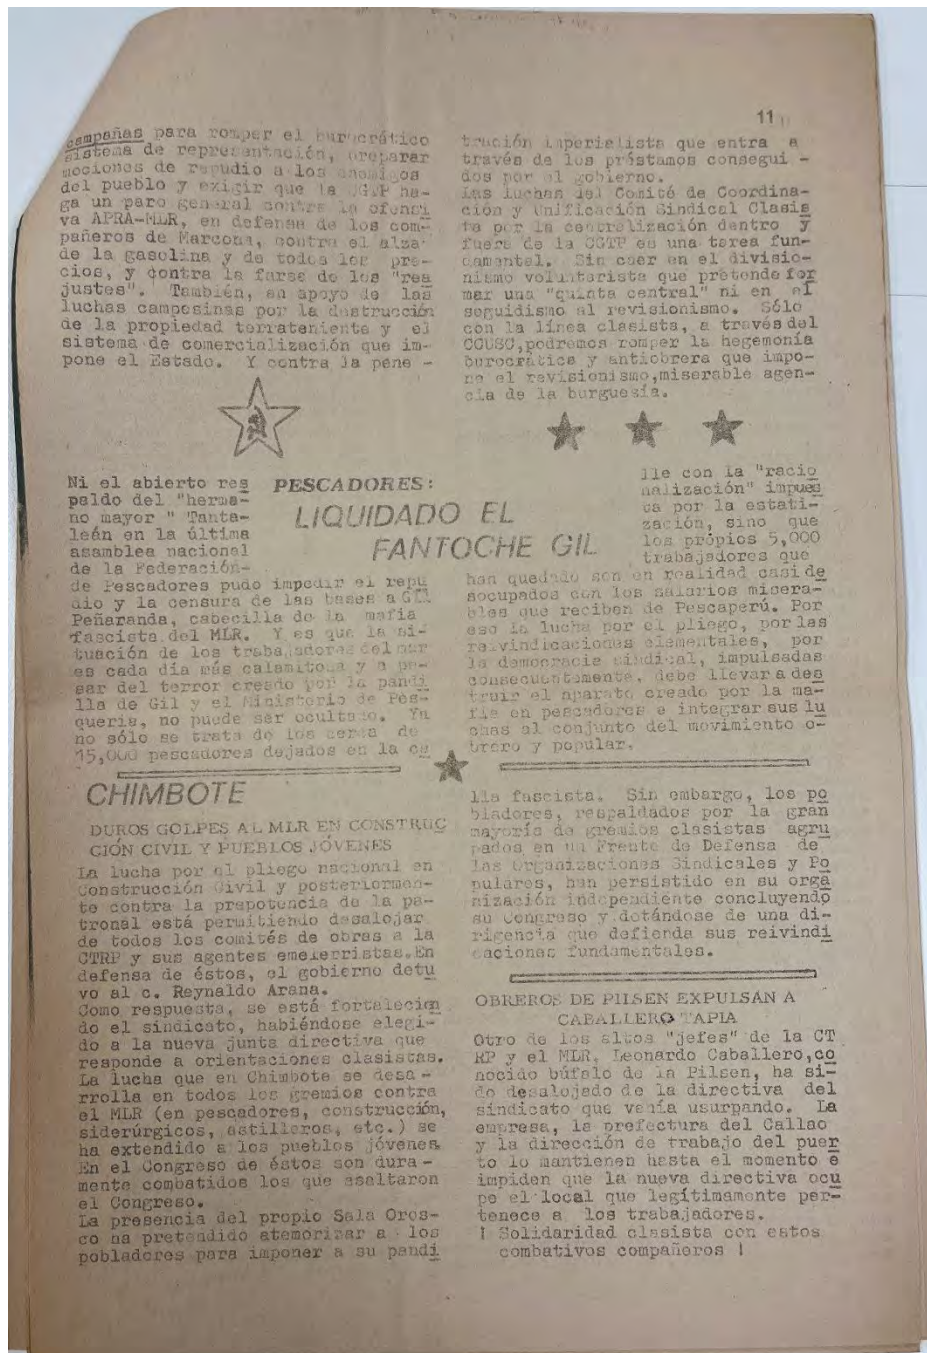 11
campañas para romper el burocrático
sistema de representación, preparar
mociones de repudio a los enemigos
del pueblo y exigir que la CGTP ha-
ga un paro general contra la ofensi
va APRA-MLR, en defensa de los com-
pañeros de Marcona, contra el alza
de la gasolina y de todos los pre-
cios, y contra la farsa de los "rea
justes". También, en apoyo de las
luchas campesinas por la destrucción
de la propiedad terrateniente y el
sistema de comercialización que im-
pone el Estado. Y contra la pene -
tración imperialista que entra a
través de los préstamos consegui -
dos por el gobierno.
Las luchas del Comité de Coordina-
ción y Unificación Sindical Clasis
ta por la centralización dentro y
fuera de la CGTP es una tarea fun-
damental. Sin caer en el divisio-
nismo voluntarista que pretende for
mar una "quinta central" ni en el
seguidismo al revisionismo. Sólo
con la línea clasista, a través del
CCUSC, podremos romper la hegemonía
burocrática y antiobrera que impo-
ne el revisionismo, miserable agen-
cia de la burguesía.
PESCADORES:
LIQUIDADO EL
FANTOCHE GIL
Ni el abierto res
paldo del "herma-
no mayor " Tanta-
leán en la última
asamblea nacional
de la Federación-
de Pescadores pudo impedir el repu
dio y la censura de las bases a Gil
Peñaranda, cabecilla de la mafia
fascista del MLR. Y es que la si-
tuación de los trabajadores del mar
es cada día más calamitosa y a pe-
sar del terror creado por la pandi
lla de Gil y el Ministerio de Pes-
quería, no puede ser ocultado. Ya
no sólo se trata de los cerca de
15,000 pescadores dejados en la ca
lle con la "racio
nalización" impues
ta por la estati-
zación, sino que
los própios 5,000
trabajadores que
han quedado son en realidad casi de
socupados con los salarios misera-
bles que reciben de Pescaperú. Por
eso la lucha por el pliego, por las
reivindicaciones elementales, por
la democracia sindical, impulsadas
consecuentemente, debe llevar a des
truir el aparato creado por la ma-
fia en pescadores e integrar sus lu
chas al conjunto del movimiento o-
brero y popular.
CHIMBOTE
DUROS GOLPES AL MLR EN CONSTRUC
CIÓN CIVIL Y PUEBLOS JÓVENES
La lucha por el pliego nacional en
Construcción Civil y posteriormen-
te contra la prepotencia de la pa-
tronal está permitiendo desalojar
de todos los comités de obras a la
CTRP y sus agentes emelerristas. En
defensa de éstos, el gobierno detu
vo al c. Reynaldo Arana.
Como respuesta, se está fortalecien
do el sindicato, habiéndose elegi-
do a la nueva junta directiva que
responde a orientaciones clasistas.
La lucha que en Chimbote se desa -
rrolla en todos los gremios contra
el MLR (en pescadores, construcción,
siderúrgicos, astilleros, etc.) se
ha extendido a los pueblos jóvenes.
En el Congreso de éstos son dura -
mente combatidos los que asaltaron
el Congreso.
La presencia del propio Sala Oros-
co ha pretendido atemorizar a los
pobladores para imponer a su pandi
lla fascista. Sin embargo, los po
bladores, respaldados por la gran
mayoría de gremios clasistas agru
pados en un Frente de Defensa de
las Organizaciones Sindicales y Po
pulares, han persistido en su orga
nización independiente concluyendo
su Congreso y dotándose de una di-
rigencia que defienda sus reivindi
caciones fundamentales.
OBREROS DE PILSEN EXPULSAN A
CABALLERO TAPIA
Otro de los altos "jefes" de la CT
RP y el MLR, Leonardo Caballero, co
nocido búfalo de la Pilsen, ha si-
do desalojado de la directiva del
sindicato que venía usurpando. La
empresa, la prefectura del Callao
y la dirección de trabajo del puer
to lo mantienen hasta el momento e
impiden que la nueva directiva ocu
pe el local que legítimamente per-
tenece a los trabajadores.
! Solidaridad clasista con estos
combativos compañeros !